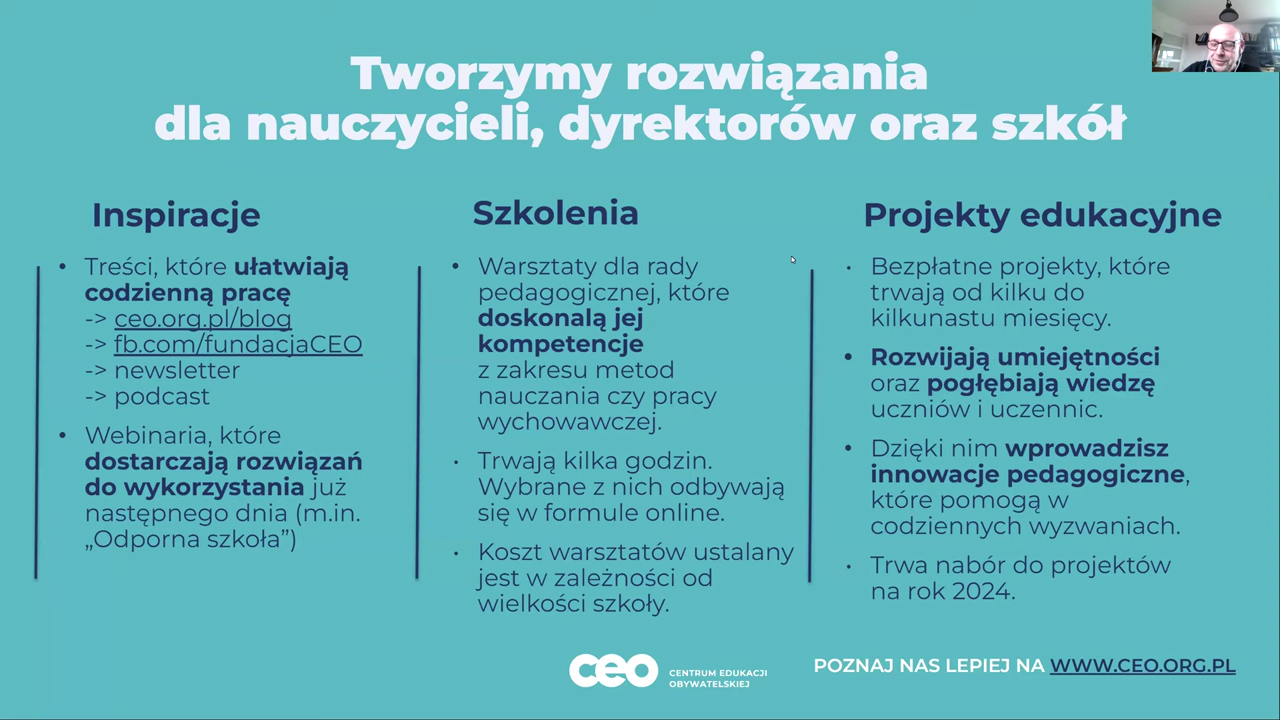 Tworzymy rozwiązania
dla nauczycieli, dyrektorów oraz szkół
Inspiracje
• Treści, które ułatwiają
codzienną pracę
-> ceo.org.pl/blog
-> fb.com/fundacjaCEO
-> newsletter
-> podcast
• Webinaria, które
dostarczają rozwiązań
do wykorzystania już
następnego dnia (m.in.
„Odporna szkoła”)
Szkolenia
• Warsztaty dla rady
pedagogicznej, które
doskonalą jej
kompetencje
z zakresu metod
nauczania czy pracy
wychowawczej.
• Trwają kilka godzin.
Wybrane z nich odbywają
się w formule online.
• Koszt warsztatów ustalany
jest w zależności od
wielkości szkoły.
Projekty edukacyjne
• Bezpłatne projekty, które
trwają od kilku do
kilkunastu miesięcy.
• Rozwijają umiejętności
oraz pogłębiają wiedzę
uczniów i uczennic.
• Dzięki nim wprowadzisz
innowacje pedagogiczne,
które pomogą w
codziennych wyzwaniach.
• Trwa nabór do projektów
na rok 2024.
ceo CENTRUM EDUKACJI
OBYWATELSKIEJ
POZNAJ NAS LEPIEJ NA WWW.CEO.ORG.PL